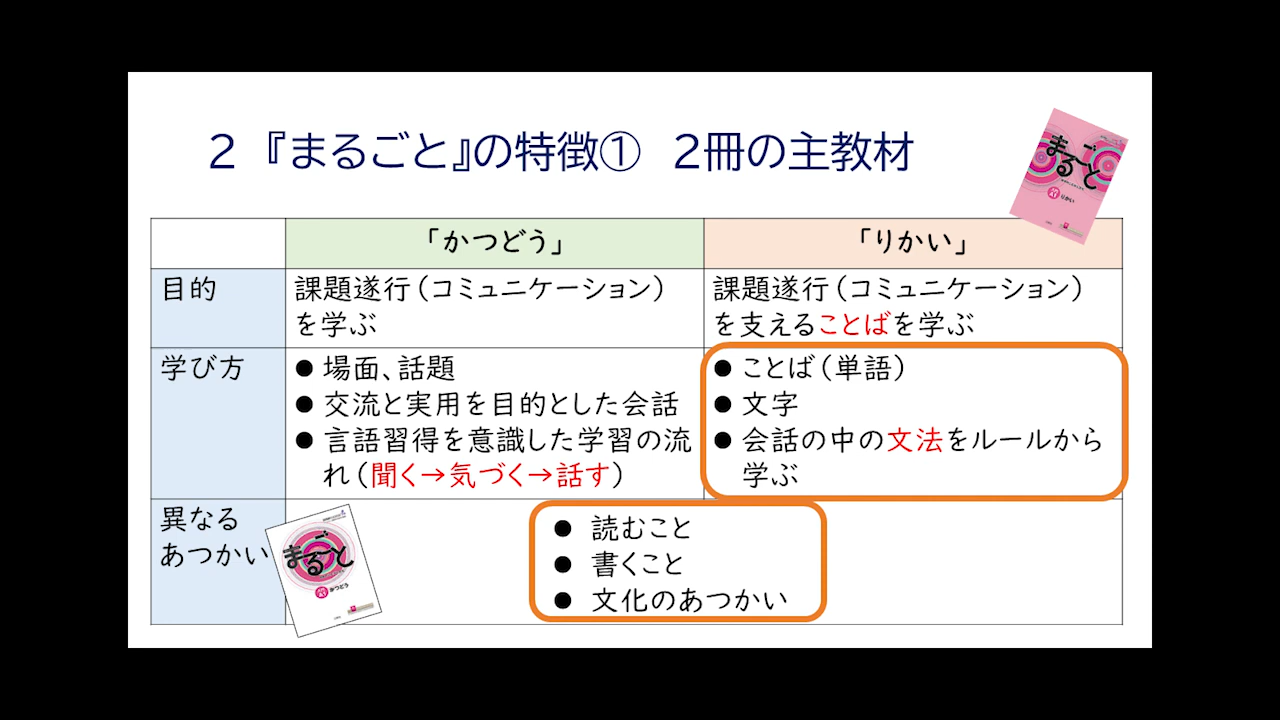 2 『まるごと』の特徴① 2冊の主教材
まるごと
りかい
「かつどう」
「りかい」
目的
課題遂行（コミュニケーション）
を学ぶ
課題遂行（コミュニケーション）
を支えることばを学ぶ
学び方
● 場面、話題
● 交流と実用を目的とした会話
● 言語習得を意識した学習の流
れ（聞く→気づく→話す）
● ことば（単語）
● 文字
● 会話の中の文法をルールから
学ぶ
異なる
あつかい
まるごと
かつどう
● 読むこと
● 書くこと
● 文化のあつかい